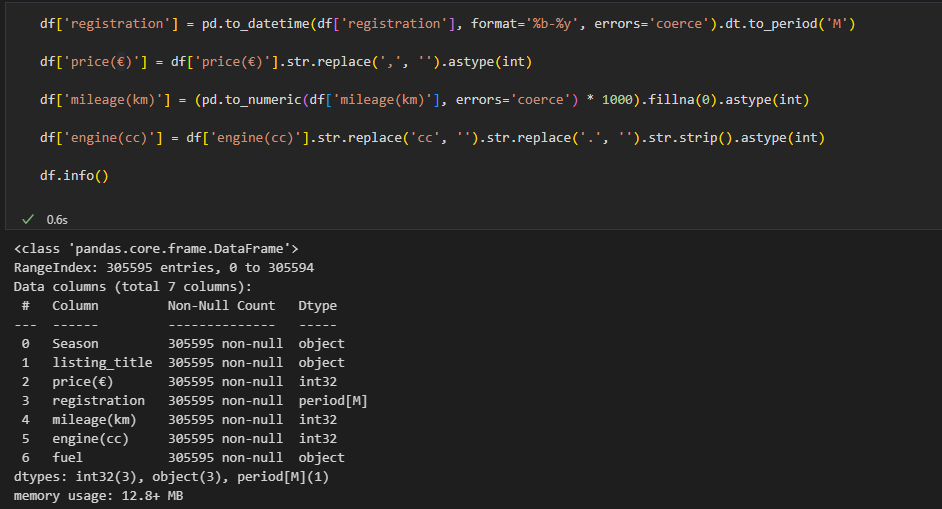 df['registration'] = pd.to_datetime(df['registration'], format='%b-%y', errors='coerce').dt.to_period('M')
df['price(€)'] = df['price(€)'].str.replace(',', '').astype(int)
df['mileage(km)'] = (pd.to_numeric(df['mileage(km)'], errors='coerce') * 1000).fillna(0).astype(int)
df['engine(cc)'] = df['engine(cc)'].str.replace('cc', '').str.replace('.', '').str.strip().astype(int)
df.info()
0.6s
<class 'pandas.core.frame.DataFrame'>
RangeIndex: 305595 entries, 0 to 305594
Data columns (total 7 columns):
 #   Column         Non-Null Count   Dtype
---  ------         --------------   -----
 0   Season         305595 non-null  object
 1   listing_title  305595 non-null  object
 2   price(€)       305595 non-null  int32
 3   registration   305595 non-null  period[M]
 4   mileage(km)    305595 non-null  int32
 5   engine(cc)     305595 non-null  int32
 6   fuel           305595 non-null  object
dtypes: int32(3), object(3), period[M](1)
memory usage: 12.8+ MB